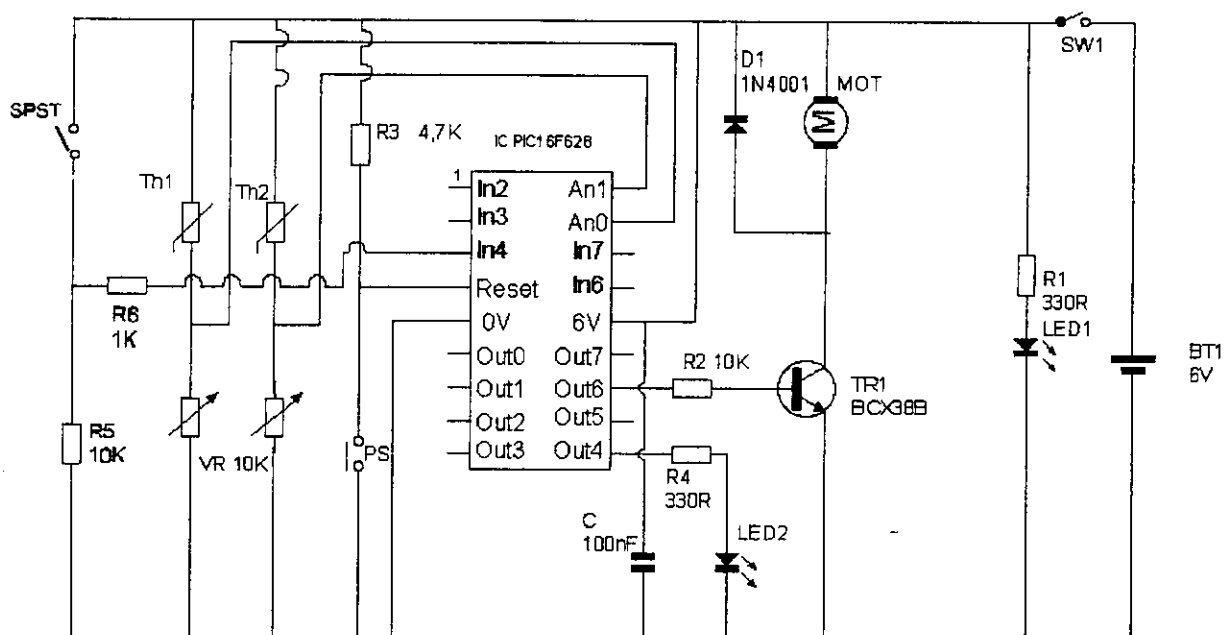 SW1
D1
1N4001
MOT
M
SPST
R3 4,7K
IC PIC16F628
Th1
Th2
1
In2
An1
In3
An0
In4
In7
Reset
In6
0V
6V
Out0
Out7
Out1
Out6
Out2
Out5
Out3
Out4
R6
1K
R1
330R
LED1
BT1
6V
R2 10K
TR1
BCX38B
R5
10K
VR 10K
PS
R4
330R
C
100nF
LED2